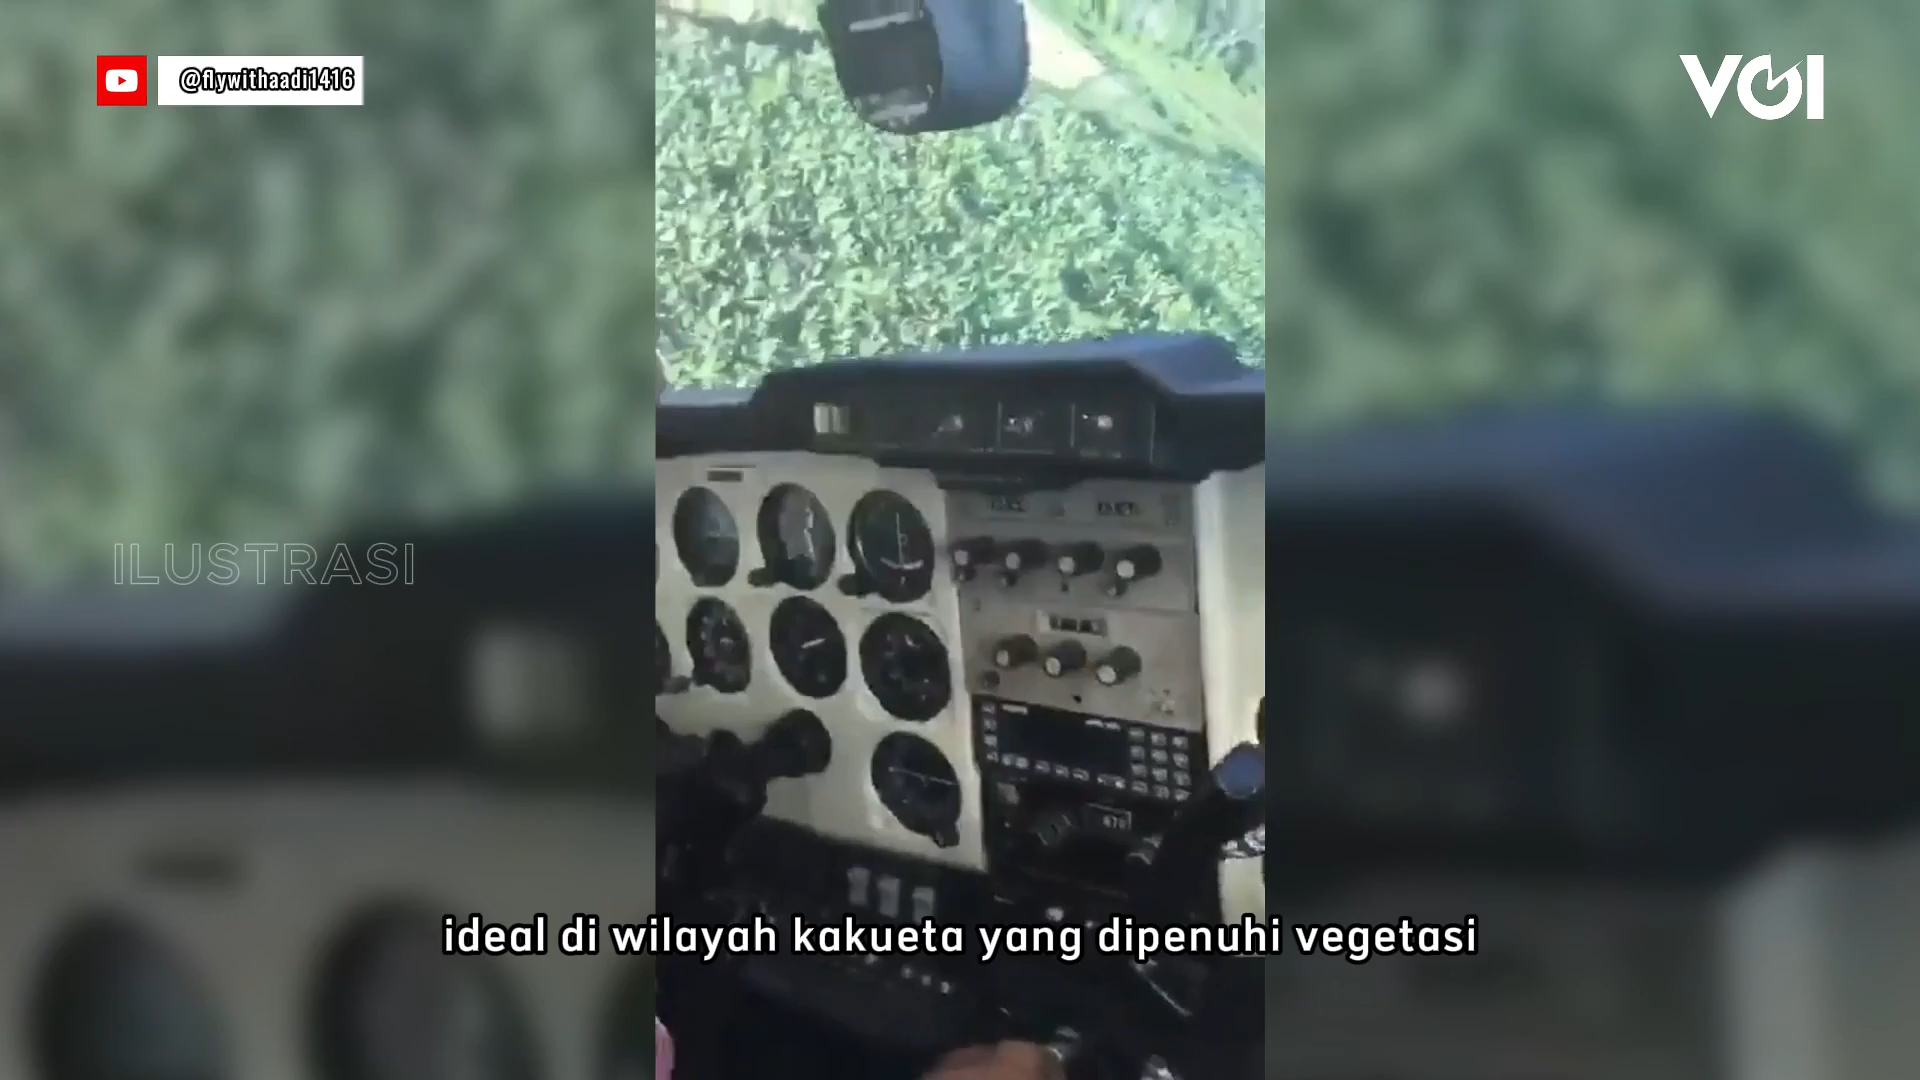 @flywithaadi1416
VOI
ILUSTRASI
ideal di wilayah kakueta yang dipenuhi vegetasi